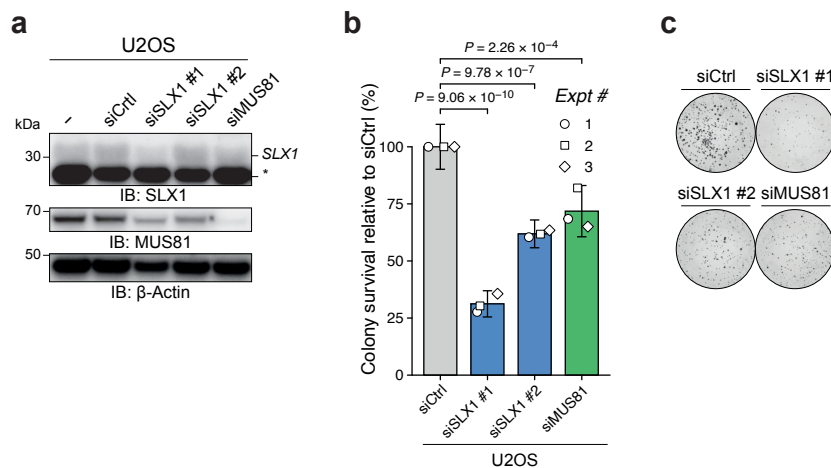 a
U2OS
kDa
–
siCrtl
siSLX1 #1
siSLX1 #2
siMUS81
30
SLX1
*
IB: SLX1
70
IB: MUS81
50
IB: β-Actin
b
P = 2.26 × 10⁻⁴
P = 9.78 × 10⁻⁷
P = 9.06 × 10⁻¹⁰
Expt #
1
2
3
Colony survival relative to siCtrl (%)
100
75
50
25
0
siCtrl
siSLX1 #1
siSLX1 #2
siMUS81
U2OS
c
siCtrl siSLX1 #1
siSLX1 #2 siMUS81